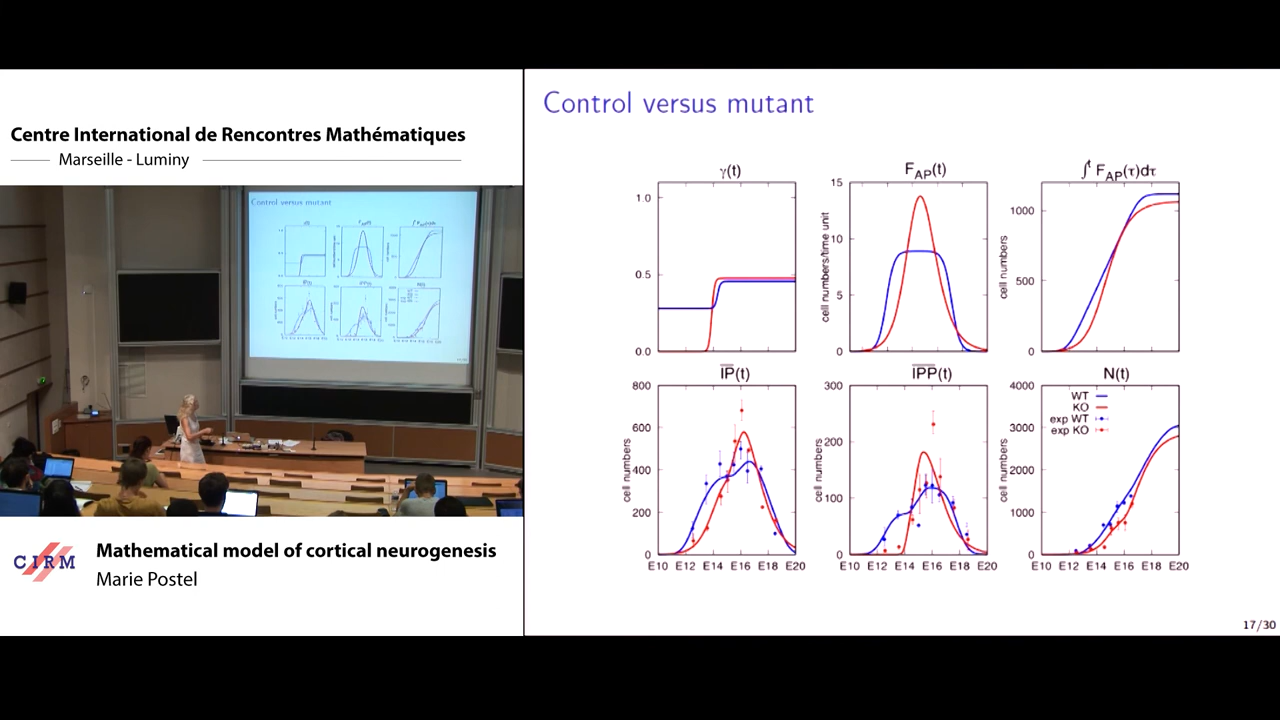 Centre International de Rencontres Mathématiques
Marseille - Luminy
Control versus mutant
CIRM
Mathematical model of cortical neurogenesis
Marie Postel
Control versus mutant
γ(t)
1.0
0.5
0.0
F_AP(t)
cell numbers/time unit
15
10
5
0
∫^t F_AP(τ)dτ
cell numbers
1000
500
0
IP(t)
cell numbers
800
600
400
200
0
E10 E12 E14 E16 E18 E20
IPP(t)
cell numbers
300
200
100
0
E10 E12 E14 E16 E18 E20
N(t)
WT
KO
exp WT
exp KO
cell numbers
4000
3000
2000
1000
0
E10 E12 E14 E16 E18 E20
17/30